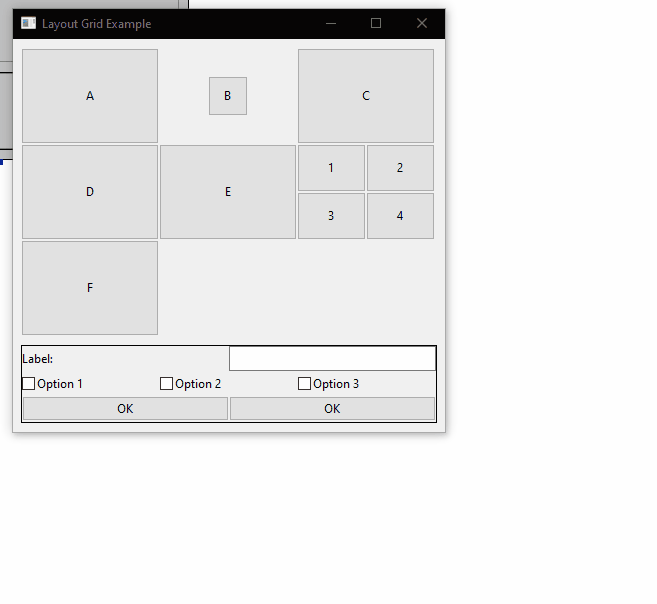 Layout Grid Example
A B C
D E 1 2
3 4
F
Label:
Option 1 Option 2 Option 3
OK OK